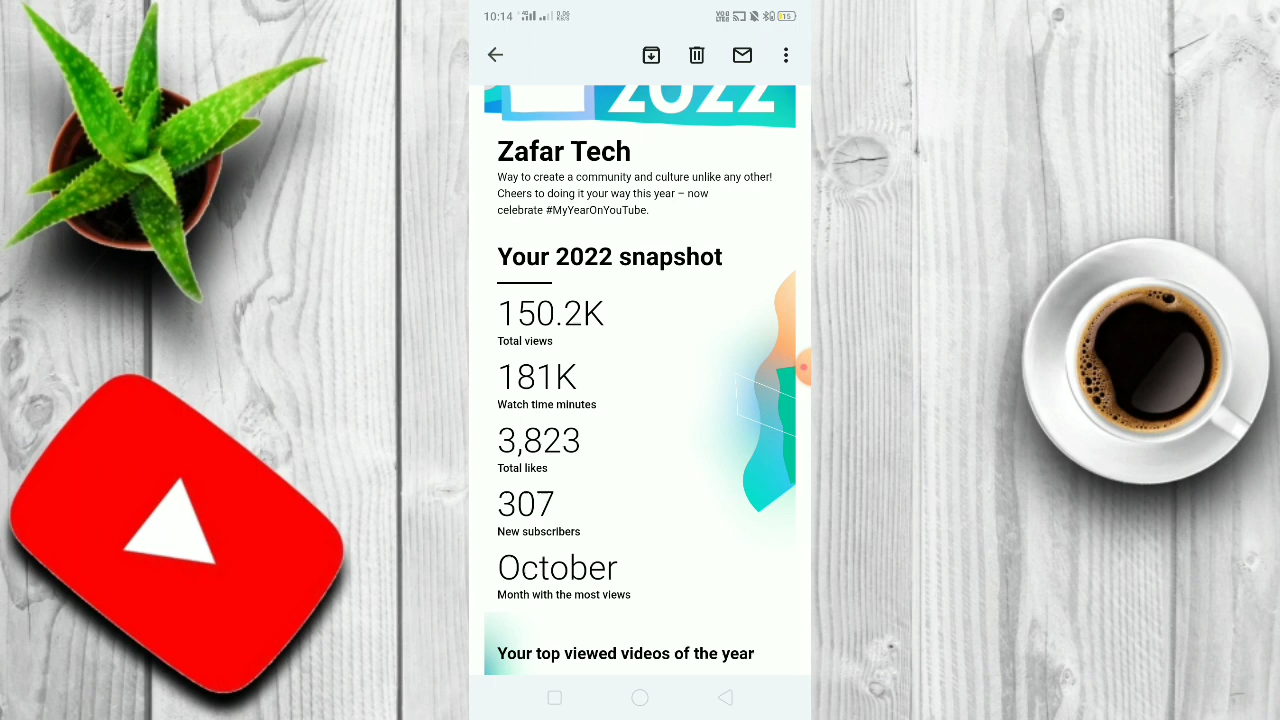 10:14
15
2022
Zafar Tech
Way to create a community and culture unlike any other!
Cheers to doing it your way this year – now
celebrate #MyYearOnYouTube.
Your 2022 snapshot
150.2K
Total views
181K
Watch time minutes
3,823
Total likes
307
New subscribers
October
Month with the most views
Your top viewed videos of the year